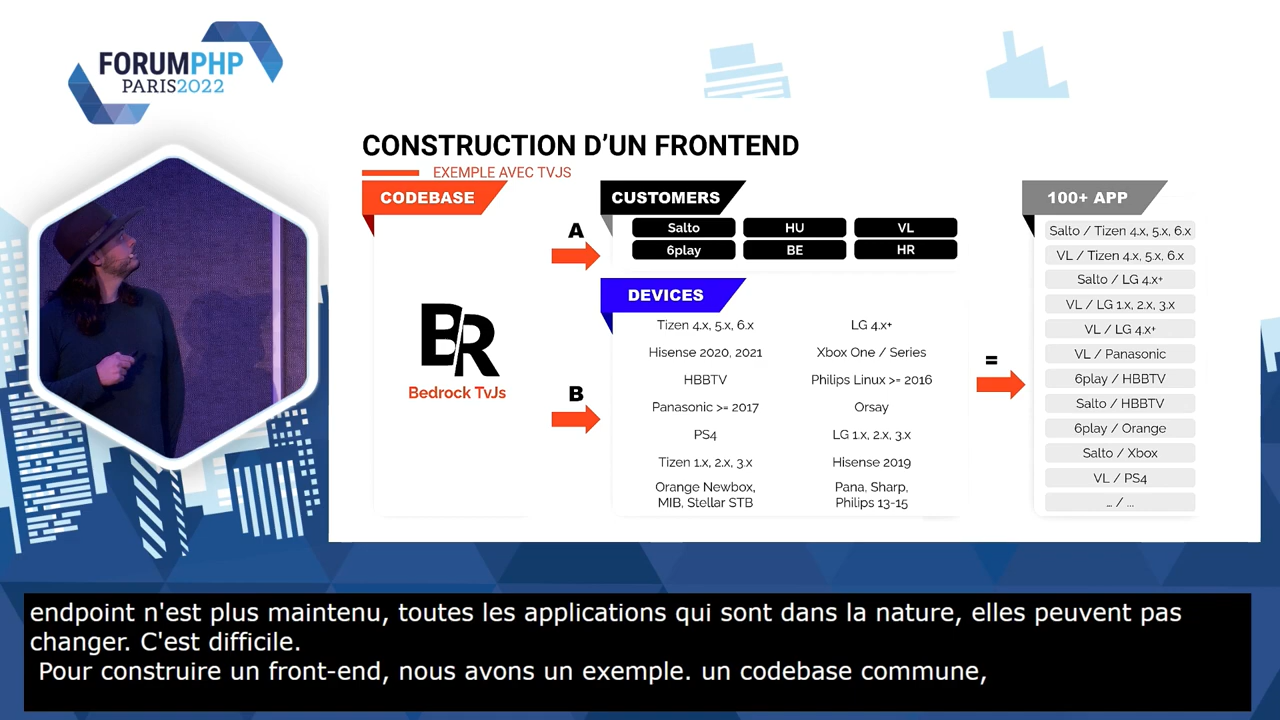 FORUMPHP
PARIS2022
CONSTRUCTION D'UN FRONTEND
EXEMPLE AVEC TVJS
CODEBASE
BR
Bedrock TvJs
A
B
CUSTOMERS
Salto HU VL
6play BE HR
DEVICES
Tizen 4.x, 5.x, 6.x LG 4.x+
Hisense 2020, 2021 Xbox One / Series
HBBTV Philips Linux >= 2016
Panasonic >= 2017 Orsay
PS4 LG 1.x, 2.x, 3.x
Tizen 1.x, 2.x, 3.x Hisense 2019
Orange Newbox, Pana, Sharp,
MIB, Stellar STB Philips 13-15
=
100+ APP
Salto / Tizen 4.x, 5.x, 6.x
VL / Tizen 4.x, 5.x, 6.x
Salto / LG 4.x+
VL / LG 1.x, 2.x, 3.x
VL / LG 4.x+
VL / Panasonic
6play / HBBTV
Salto / HBBTV
6play / Orange
Salto / Xbox
VL / PS4
... / ...
endpoint n'est plus maintenu, toutes les applications qui sont dans la nature, elles peuvent pas
changer. C'est difficile.
Pour construire un front-end, nous avons un exemple. un codebase commune,